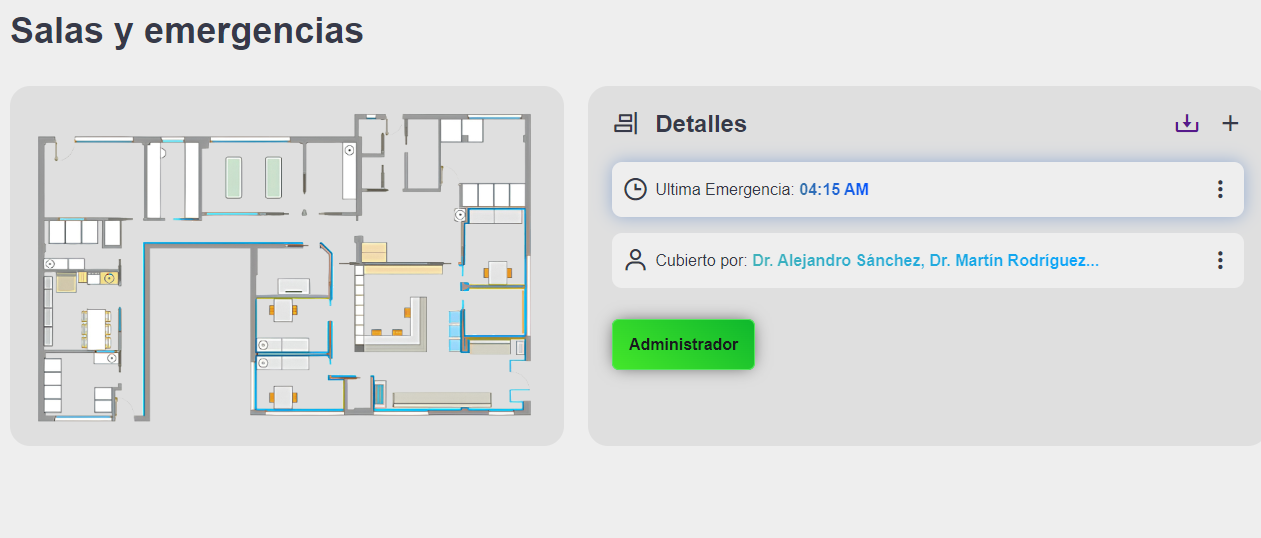 Salas y emergencias
Detalles
Ultima Emergencia: 04:15 AM
Cubierto por: Dr. Alejandro Sánchez, Dr. Martín Rodríguez...
Administrador